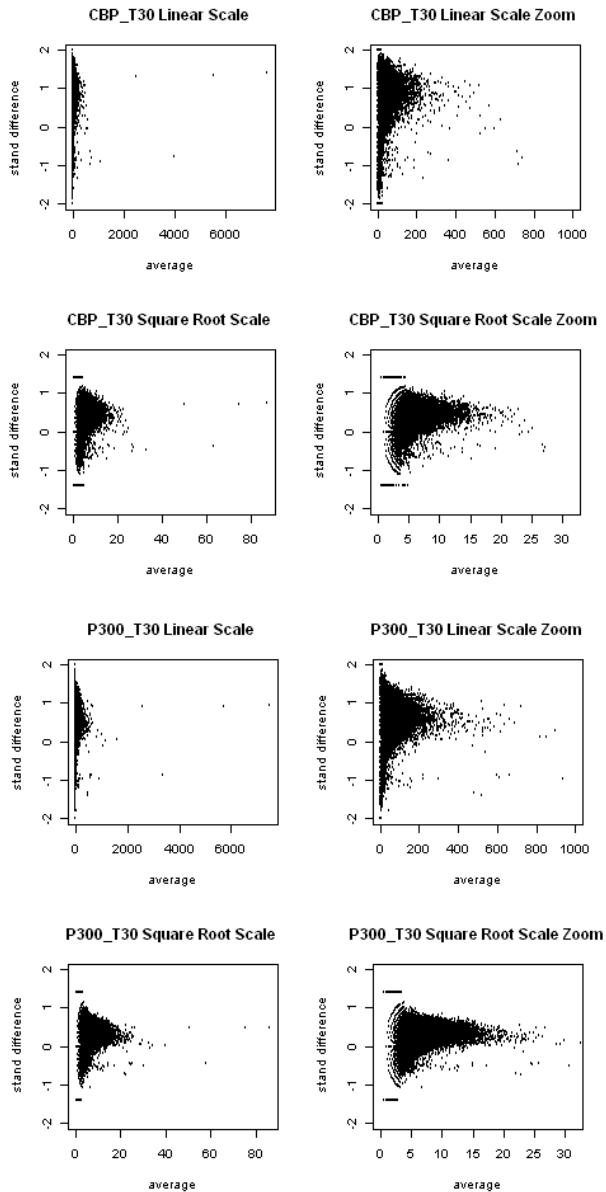 CBP_T30 Linear Scale
CBP_T30 Linear Scale Zoom
stand difference
2
1
0
-1
-2
0 2000 4000 6000
average
stand difference
2
1
0
-1
-2
0 200 400 600 800 1000
average
CBP_T30 Square Root Scale
CBP_T30 Square Root Scale Zoom
stand difference
2
1
0
-1
-2
0 20 40 60 80
average
stand difference
2
1
0
-1
-2
0 5 10 15 20 25 30
average
P300_T30 Linear Scale
P300_T30 Linear Scale Zoom
stand difference
2
1
0
-1
-2
0 2000 4000 6000
average
stand difference
2
1
0
-1
-2
0 200 400 600 800 1000
average
P300_T30 Square Root Scale
P300_T30 Square Root Scale Zoom
stand difference
2
1
0
-1
-2
0 20 40 60 80
average
stand difference
2
1
0
-1
-2
0 5 10 15 20 25 30
average